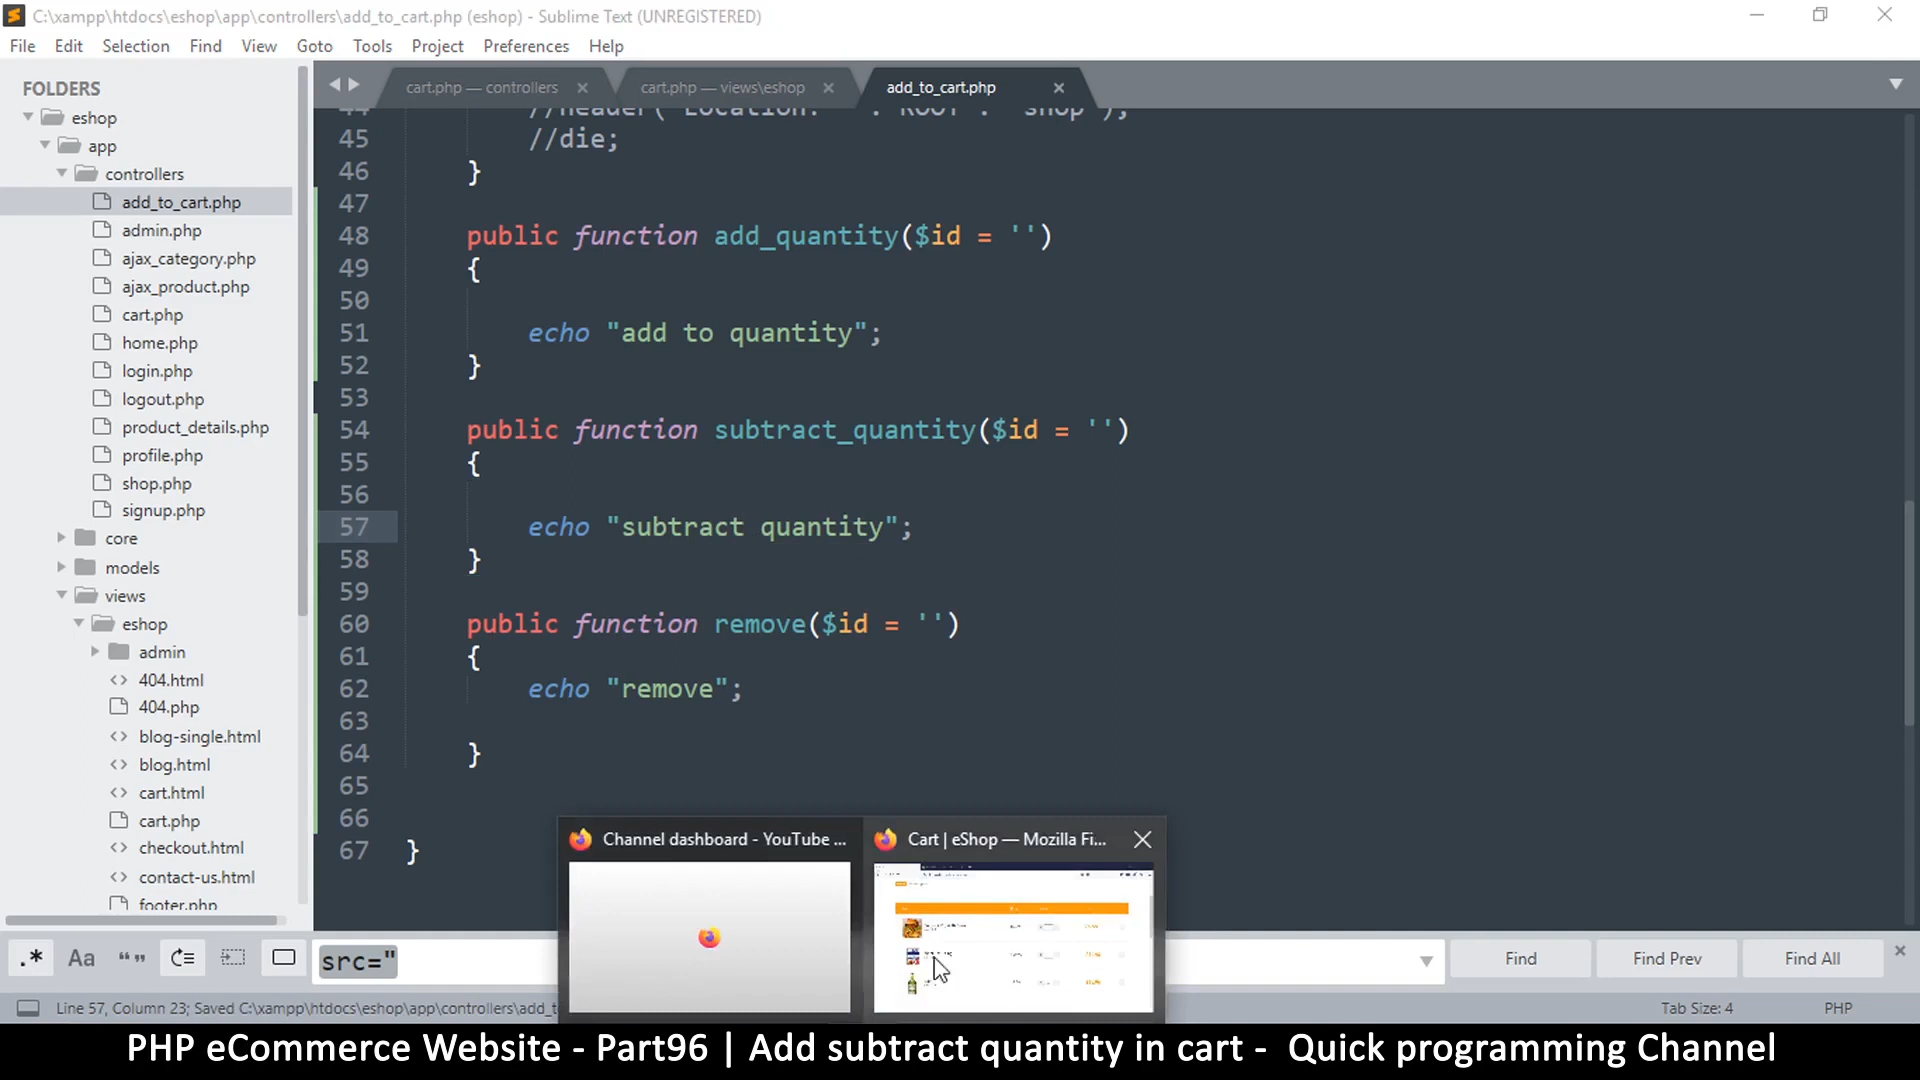 C:\xampp\htdocs\eshop\app\controllers\add_to_cart.php (eshop) - Sublime Text (UNREGISTERED)
File Edit Selection Find View Goto Tools Project Preferences Help
FOLDERS
eshop
app
controllers
add_to_cart.php
admin.php
ajax_category.php
ajax_product.php
cart.php
home.php
login.php
logout.php
product_details.php
profile.php
shop.php
signup.php
core
models
views
eshop
admin
404.html
404.php
blog-single.html
blog.html
cart.html
cart.php
checkout.html
contact-us.html
footer.php
cart.php — controllers
cart.php — views\eshop
add_to_cart.php
44 //header("Location: " . ROOT . "shop");
45 //die;
46 }
47
48 public function add_quantity($id = '')
49 {
50
51 echo "add to quantity";
52 }
53
54 public function subtract_quantity($id = '')
55 {
56
57 echo "subtract quantity";
58 }
59
60 public function remove($id = '')
61 {
62 echo "remove";
63
64 }
65
66
67 }
Channel dashboard - YouTube ...
Cart | eShop — Mozilla Fi...
.* Aa “” src=" Find Find Prev Find All
Line 57, Column 23; Saved C:\xampp\htdocs\eshop\app\controllers\add_t
Tab Size: 4 PHP
PHP eCommerce Website - Part96 | Add subtract quantity in cart - Quick programming Channel